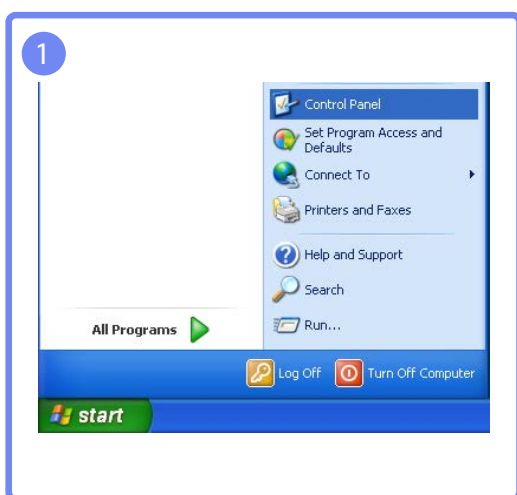 1
Control Panel
Set Program Access and
Defaults
Connect To
Printers and Faxes
Help and Support
Search
Run...
All Programs
Log Off
Turn Off Computer
start